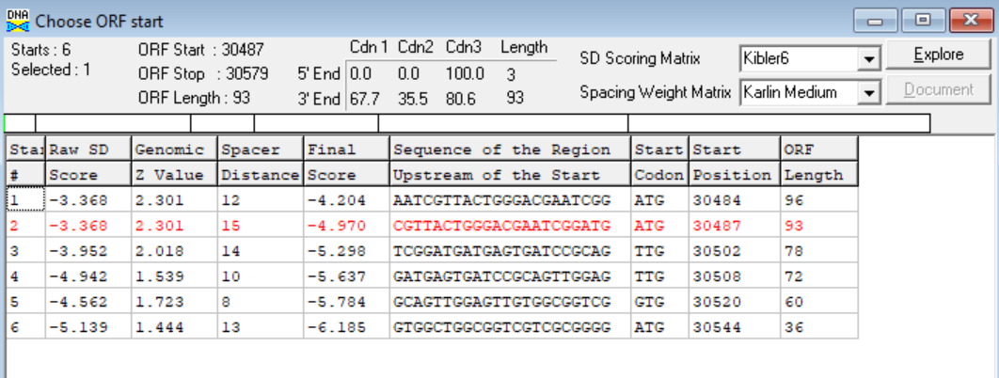 DNA Choose ORF start
Starts : 6 ORF Start : 30487 Cdn 1 Cdn2 Cdn3 Length SD Scoring Matrix Kibler6 Explore
Selected : 1 ORF Stop : 30579 5' End 0.0 0.0 100.0 3 Spacing Weight Matrix Karlin Medium Document
ORF Length : 93 3' End 67.7 35.5 80.6 93
Star Raw SD Genomic Spacer Final Sequence of the Region Start Start ORF
# Score Z Value Distance Score Upstream of the Start Codon Position Length
1 -3.368 2.301 12 -4.204 AATCGTTACTGGGACGAATCGG ATG 30484 96
2 -3.368 2.301 15 -4.970 CGTTACTGGGACGAATCGGATG ATG 30487 93
3 -3.952 2.018 14 -5.298 TCGGATGATGAGTGATCCGCAG TTG 30502 78
4 -4.942 1.539 10 -5.637 GATGAGTGATCCGCAGTTGGAG TTG 30508 72
5 -4.562 1.723 8 -5.784 GCAGTTGGAGTTGTGGCGGTCG GTG 30520 60
6 -5.139 1.444 13 -6.185 GTGGCTGGCGGTCGTCGCGGGG ATG 30544 36